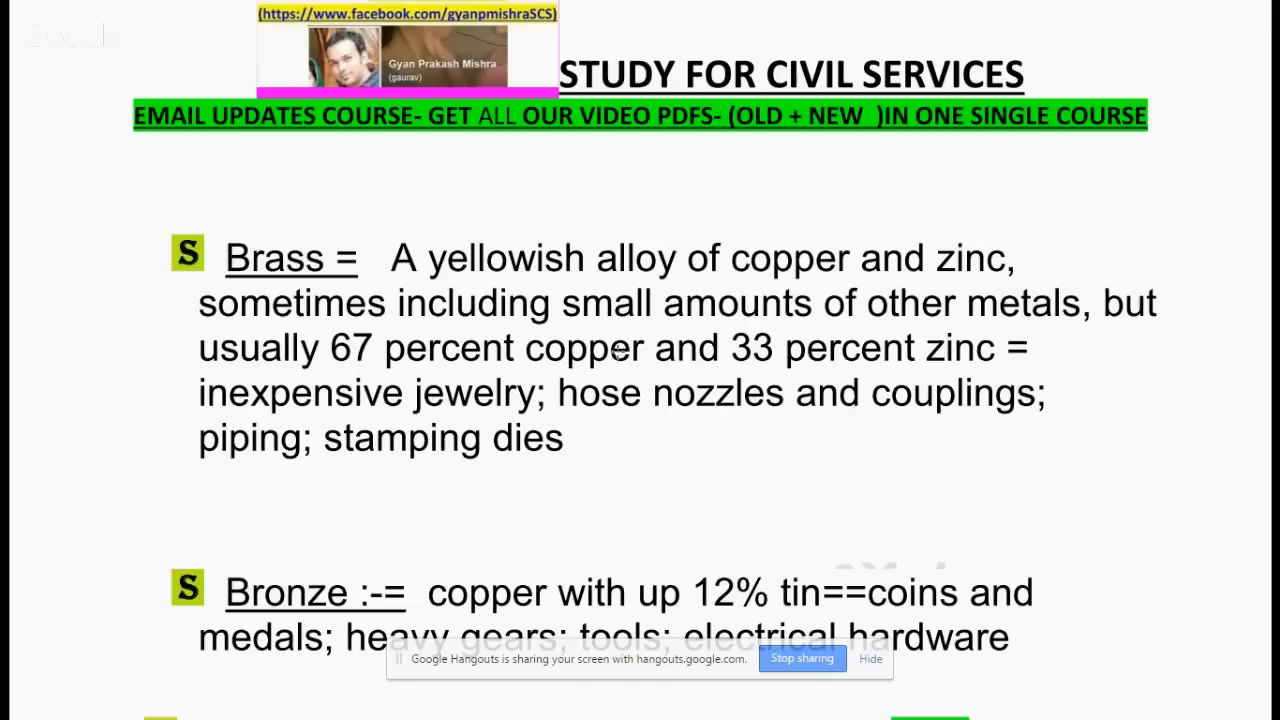 (https://www.facebook.com/gyanpmishraSCS)
Google
Gyan Prakash Mishra
(gaurav)
STUDY FOR CIVIL SERVICES
EMAIL UPDATES COURSE- GET ALL OUR VIDEO PDFS- (OLD + NEW )IN ONE SINGLE COURSE
S Brass = A yellowish alloy of copper and zinc,
sometimes including small amounts of other metals, but
usually 67 percent copper and 33 percent zinc =
inexpensive jewelry; hose nozzles and couplings;
piping; stamping dies
S Bronze :-= copper with up 12% tin==coins and
medals; heavy gears; tools; electrical hardware
Google Hangouts is sharing your screen with hangouts.google.com.
Stop sharing
Hide